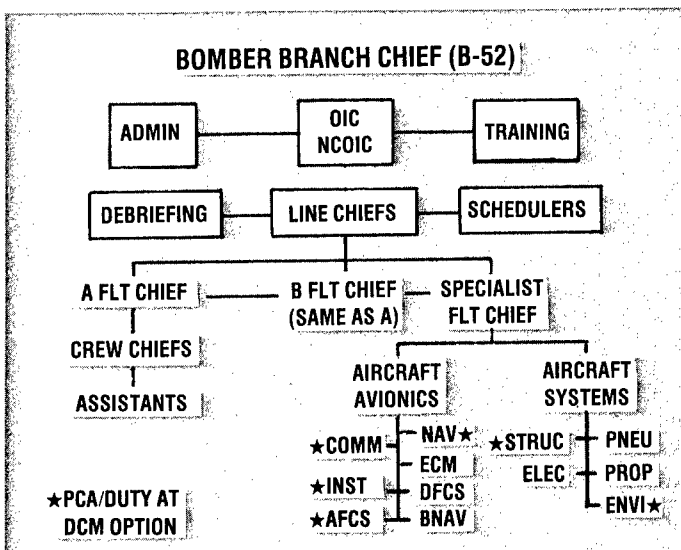 BOMBER BRANCH CHIEF (B-52)
ADMIN
OIC
NCOIC
TRAINING
DEBRIEFING
LINE CHIEFS
SCHEDULERS
A FLT CHIEF
B FLT CHIEF
(SAME AS A)
SPECIALIST
FLT CHIEF
CREW CHIEFS
ASSISTANTS
AIRCRAFT
AVIONICS
AIRCRAFT
SYSTEMS
★COMM
NAV★
ECM
★INST
DFCS
★AFCS
BNAV
★STRUC
PNEU
ELEC
PROP
ENVI★
★PCA/DUTY AT
DCM OPTION